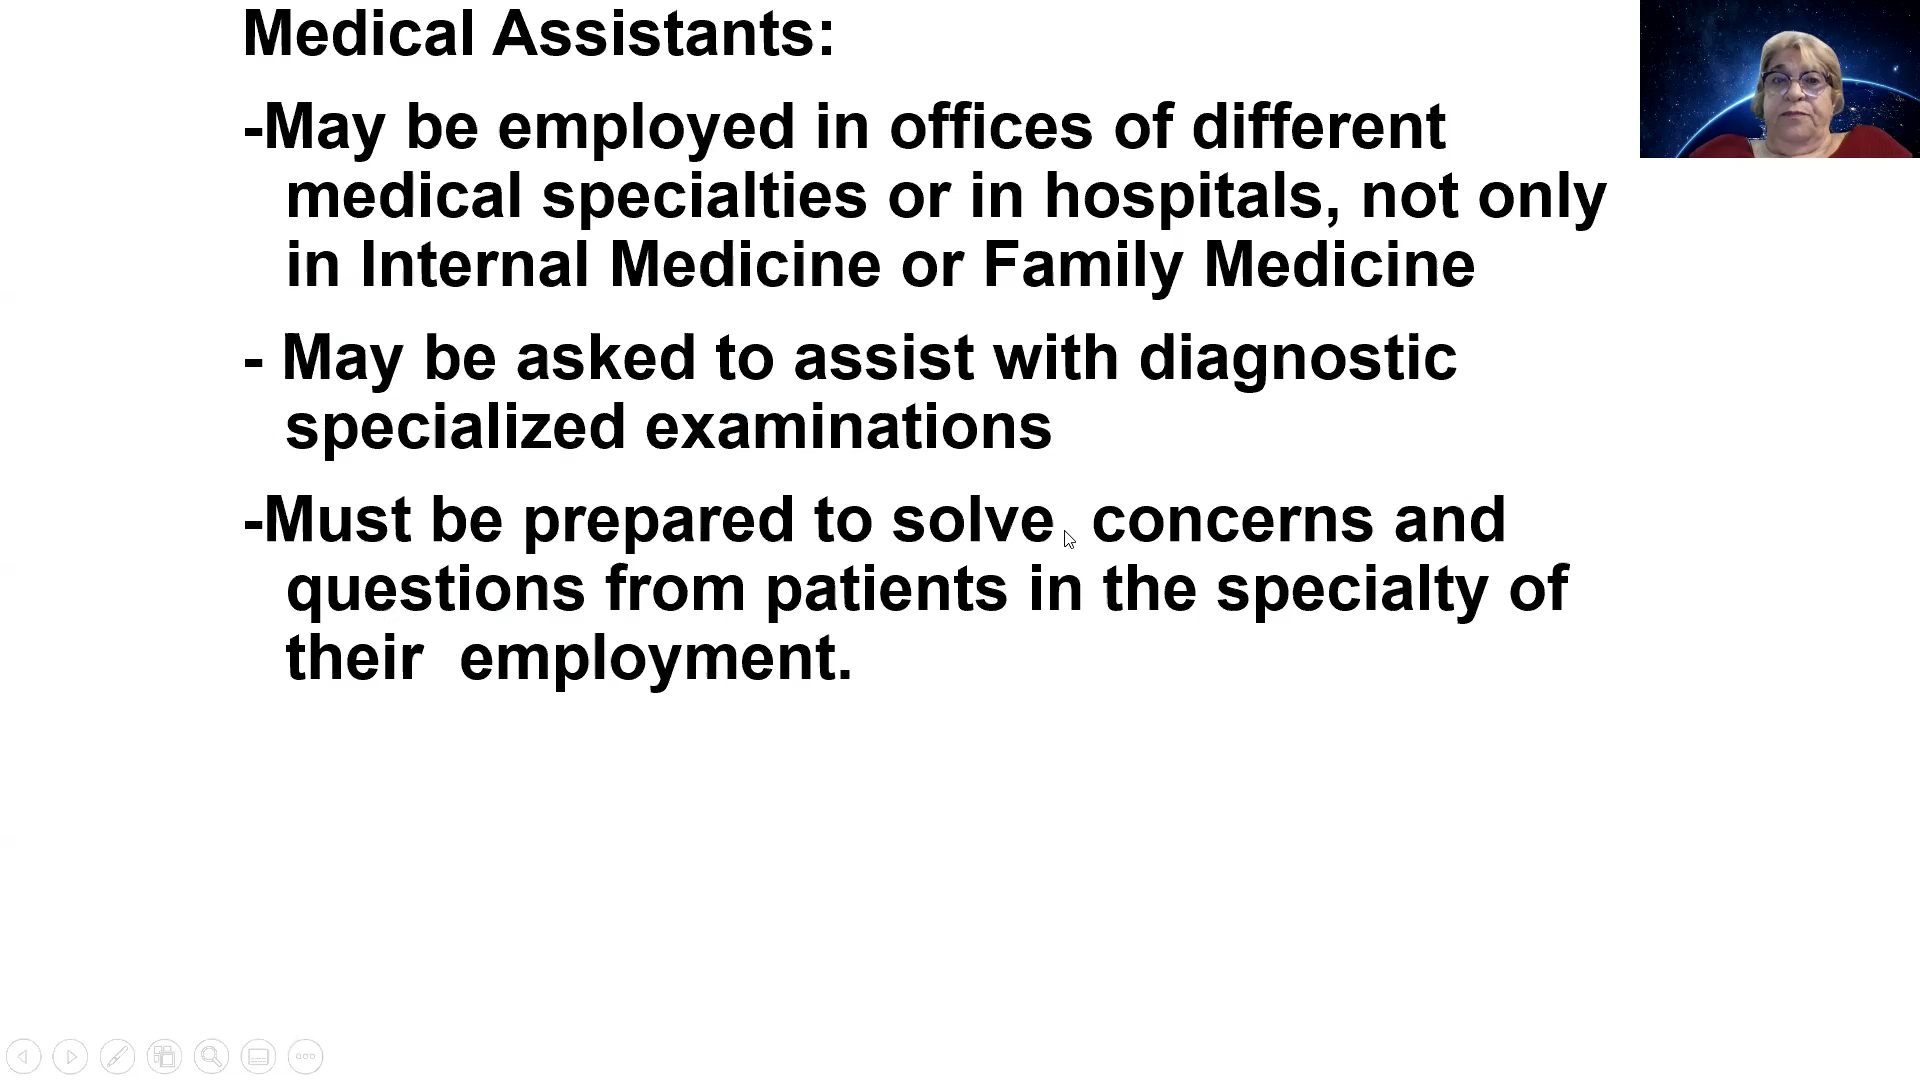 Medical Assistants:
-May be employed in offices of different
medical specialties or in hospitals, not only
in Internal Medicine or Family Medicine
- May be asked to assist with diagnostic
specialized examinations
-Must be prepared to solve  concerns and
questions from patients in the specialty of
their  employment.